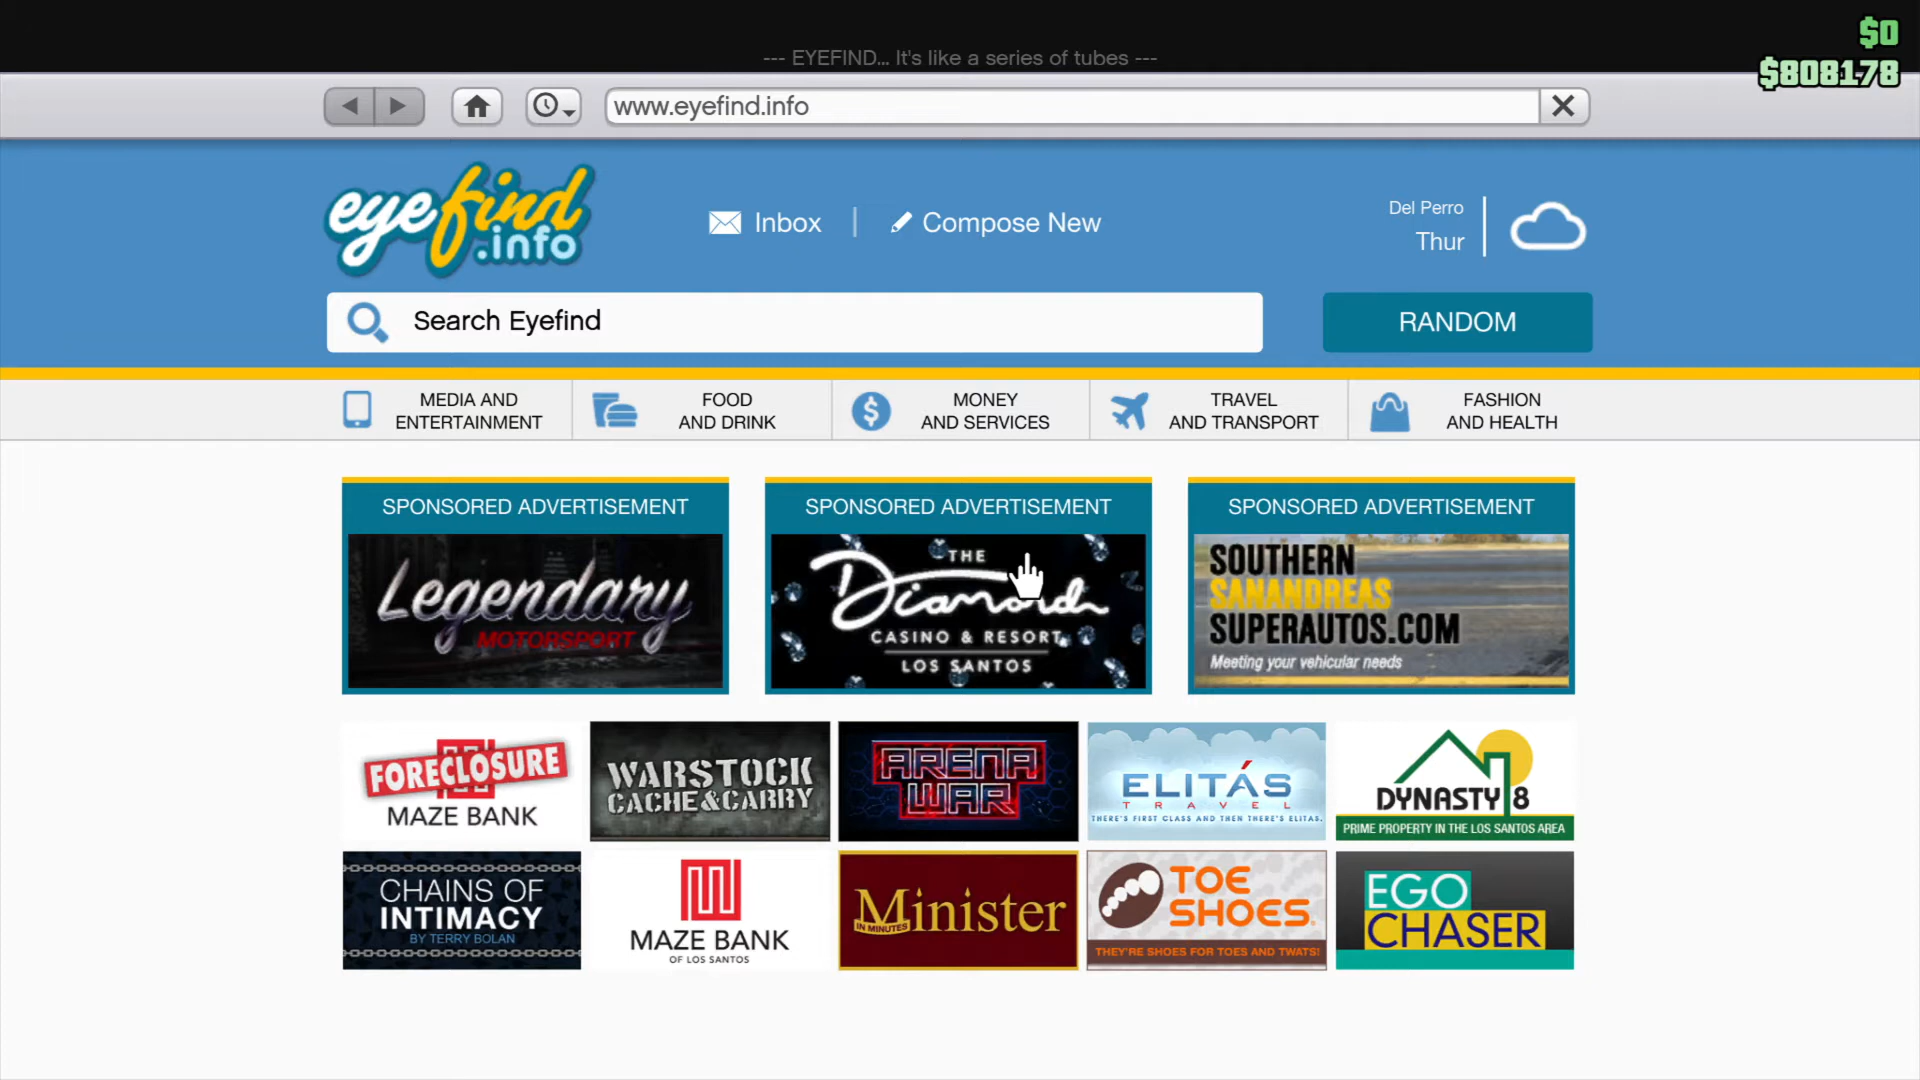 $0
--- EYEFIND... It's like a series of tubes ---
$808178
www.eyefind.info
eyefind
.info
Inbox
Compose New
Del Perro
Thur
Search Eyefind
RANDOM
MEDIA AND
ENTERTAINMENT
FOOD
AND DRINK
MONEY
AND SERVICES
TRAVEL
AND TRANSPORT
FASHION
AND HEALTH
SPONSORED ADVERTISEMENT
Legendary
MOTORSPORT
SPONSORED ADVERTISEMENT
THE
Diamond
CASINO & RESORT
LOS SANTOS
SPONSORED ADVERTISEMENT
SOUTHERN
SANANDREAS
SUPERAUTOS.COM
Meeting your vehicular needs
FORECLOSURE
MAZE BANK
WARSTOCK
CACHE&CARRY
ARENA
WAR
ELITÁS
TRAVEL
THERE'S FIRST CLASS AND THEN THERE'S ELITAS.
DYNASTY 8
PRIME PROPERTY IN THE LOS SANTOS AREA
CHAINS OF
INTIMACY
BY TERRY BOLAN
MAZE BANK
OF LOS SANTOS
Minister
IN MINUTES
TOE
SHOES
THEY'RE SHOES FOR TOES AND TWATS!
EGO
CHASER